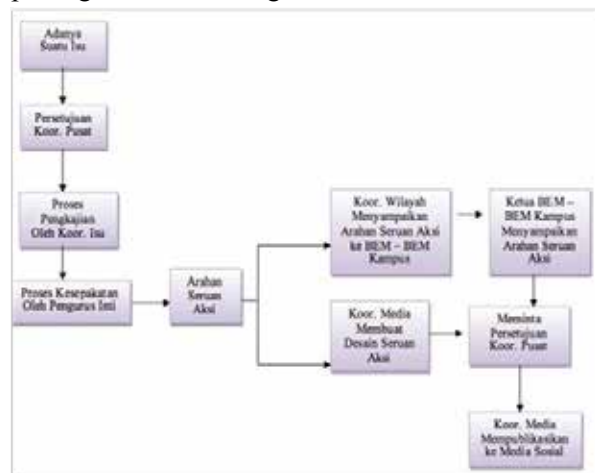 Adanya
Suatu Isu
Persetujuan
Koor. Pusat
Proses
Pengkajian
Oleh Koor. Isu
Proses Kesepakatan
Oleh Pengurus Inti
Arahan
Seruan
Aksi
Koor. Wilayah
Menyampaikan
Arahan Seruan Aksi
ke BEM – BEM
Kampus
Ketua BEM –
BEM Kampus
Menyampaikan
Arahan Seruan
Aksi
Koor. Media
Membuat
Desain Seruan
Aksi
Meminta
Persetujuan
Koor. Pusat
Koor. Media
Mempublikasikan
ke Media Sosial